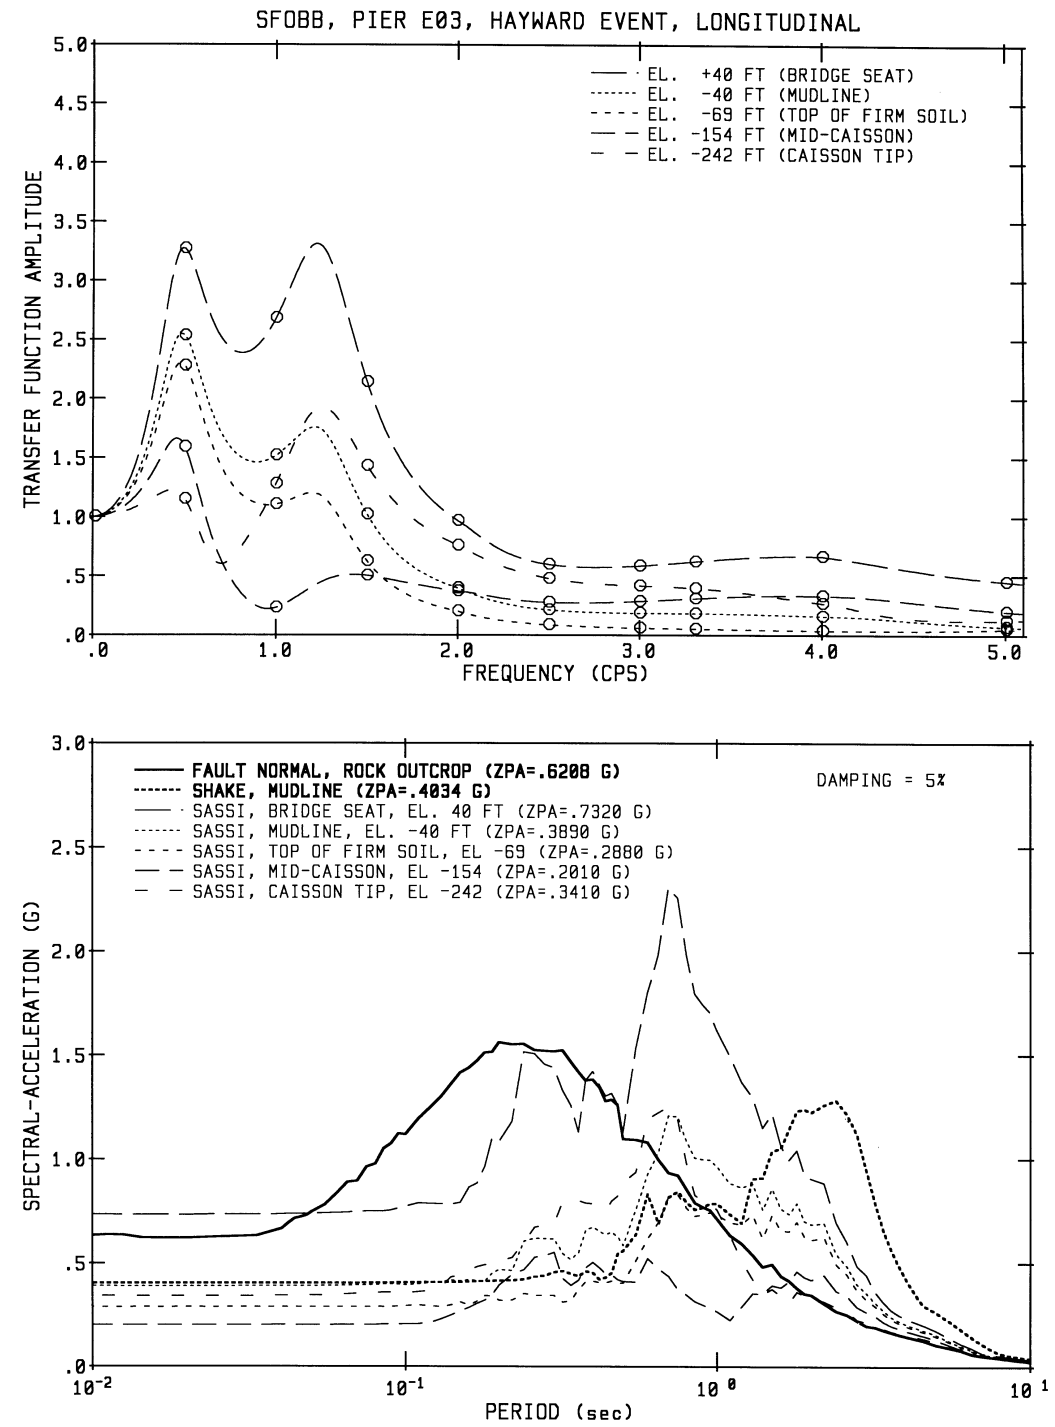 SFOBB, PIER E03, HAYWARD EVENT, LONGITUDINAL
EL. +40 FT (BRIDGE SEAT)
EL. -40 FT (MUDLINE)
EL. -69 FT (TOP OF FIRM SOIL)
EL. -154 FT (MID-CAISSON)
EL. -242 FT (CAISSON TIP)
TRANSFER FUNCTION AMPLITUDE
5.0
4.5
4.0
3.5
3.0
2.5
2.0
1.5
1.0
.5
.0
.0 1.0 2.0 3.0 4.0 5.0
FREQUENCY (CPS)
FAULT NORMAL, ROCK OUTCROP (ZPA=.6208 G)
SHAKE, MUDLINE (ZPA=.4034 G)
SASSI, BRIDGE SEAT, EL. 40 FT (ZPA=.7320 G)
SASSI, MUDLINE, EL. -40 FT (ZPA=.3890 G)
SASSI, TOP OF FIRM SOIL, EL -69 (ZPA=.2880 G)
SASSI, MID-CAISSON, EL -154 (ZPA=.2010 G)
SASSI, CAISSON TIP, EL -242 (ZPA=.3410 G)
DAMPING = 5%
SPECTRAL-ACCELERATION (G)
3.0
2.5
2.0
1.5
1.0
.5
.0
10-2 10-1 10 0 10 1
PERIOD (sec)